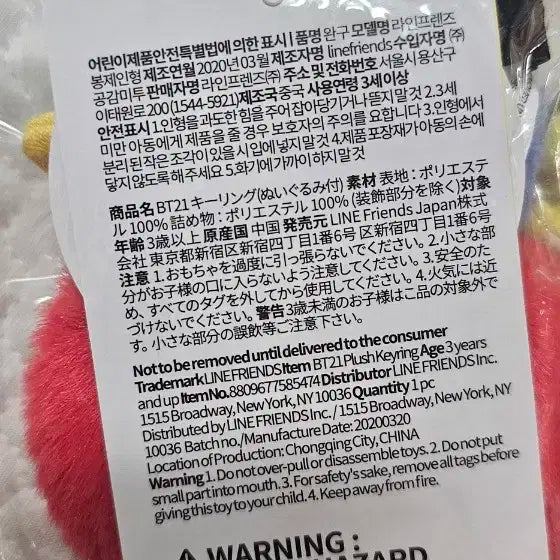 어린이제품안전특별법에 의한 표시 | 품명 완구 모델명 라인프렌즈
봉제인형 제조연월 2020년 03월 제조자명 linefriends 수입자명 ㈜
공감미투 판매자명 라인프렌즈㈜ 주소 및 전화번호 서울시 용산구
이태원로 200 (1544-5921) 제조국 중국 사용연령 3세 이상
안전표시 1.인형을 과도한 힘을 주어 잡아당기거나 뜯지 말 것 2.3세
미만 아동에게 제품을 줄 경우 보호자의 주의를 요합니다 3.인형에서
분리된 작은 조각이 있을 시 입에 넣지 말 것 4.제품 포장재가 아동의 손에
닿지 않도록 해주세요 5.화기에 가까이 하지 말 것
商品名 BT21 キーリング(ぬいぐるみ付) 素材 表地：ポリエステ
ル 100% 詰め物：ポリエステル 100% (装飾部分を除く) 対象
年齢 3歳以上 原産国 中国 発売元 LINE Friends Japan 株式
会社 東京都新宿区新宿四丁目1番6号 区新宿四丁目1番6号
注意 1. おもちゃを過度に引っ張らないでください。2. 小さな部
分がお子様の口に入らないよう注意してください。3. 安全のた
め、すべてのタグを外してから使用してください。4. 火気には近
づけないでください。警告 3歳未満のお子様はこ品の対象外で
す。小さな部分の誤飲等にご注意下さい。
Not to be removed until delivered to the consumer
Trademark LINE FRIENDS Item BT21 Plush Keyring Age 3 years
and up Item No. 8809677585474 Distributor LINE FRIENDS Inc.
1515 Broadway, New York, NY 10036 Quantity 1 pc
Distributed by LINE FRIENDS Inc. / 1515 Broadway, New York, NY
10036 Batch no./Manufacture Date: 20200320
Location of Production: Chongqing City, CHINA
Warning 1. Do not over-pull or disassemble toys. 2. Do not put
small part into mouth. 3. For safety's sake, remove all tags before
giving this toy to your child. 4. Keep away from fire.
WARNING :
HAZARD